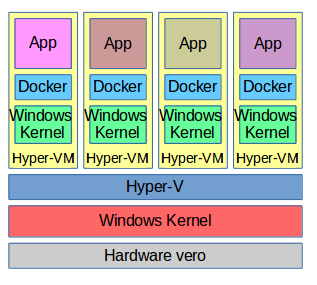 App App App App
Docker Docker Docker Docker
Windows Windows Windows Windows
Kernel Kernel Kernel Kernel
Hyper-VM Hyper-VM Hyper-VM Hyper-VM
Hyper-V
Windows Kernel
Hardware vero